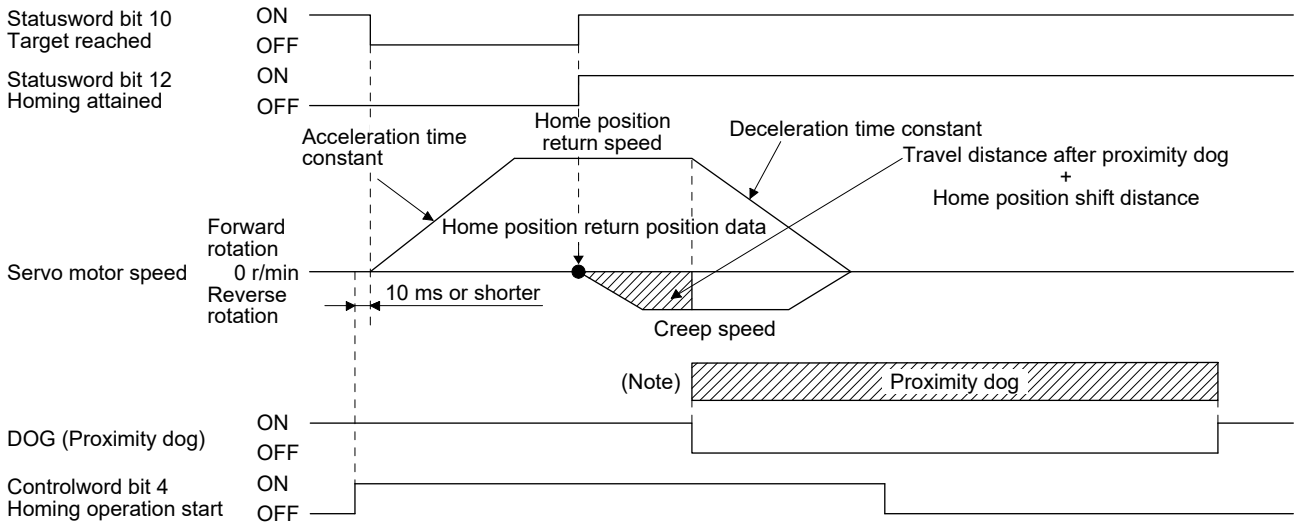 Statusword bit 10
Target reached
ON
OFF
Statusword bit 12
Homing attained
ON
OFF
Acceleration time
constant
Home position
return speed
Deceleration time constant
Travel distance after proximity dog
+
Home position shift distance
Home position return position data
Servo motor speed
Forward
rotation
0 r/min
Reverse
rotation
10 ms or shorter
Creep speed
(Note)
Proximity dog
DOG (Proximity dog)
ON
OFF
Controlword bit 4
Homing operation start
ON
OFF